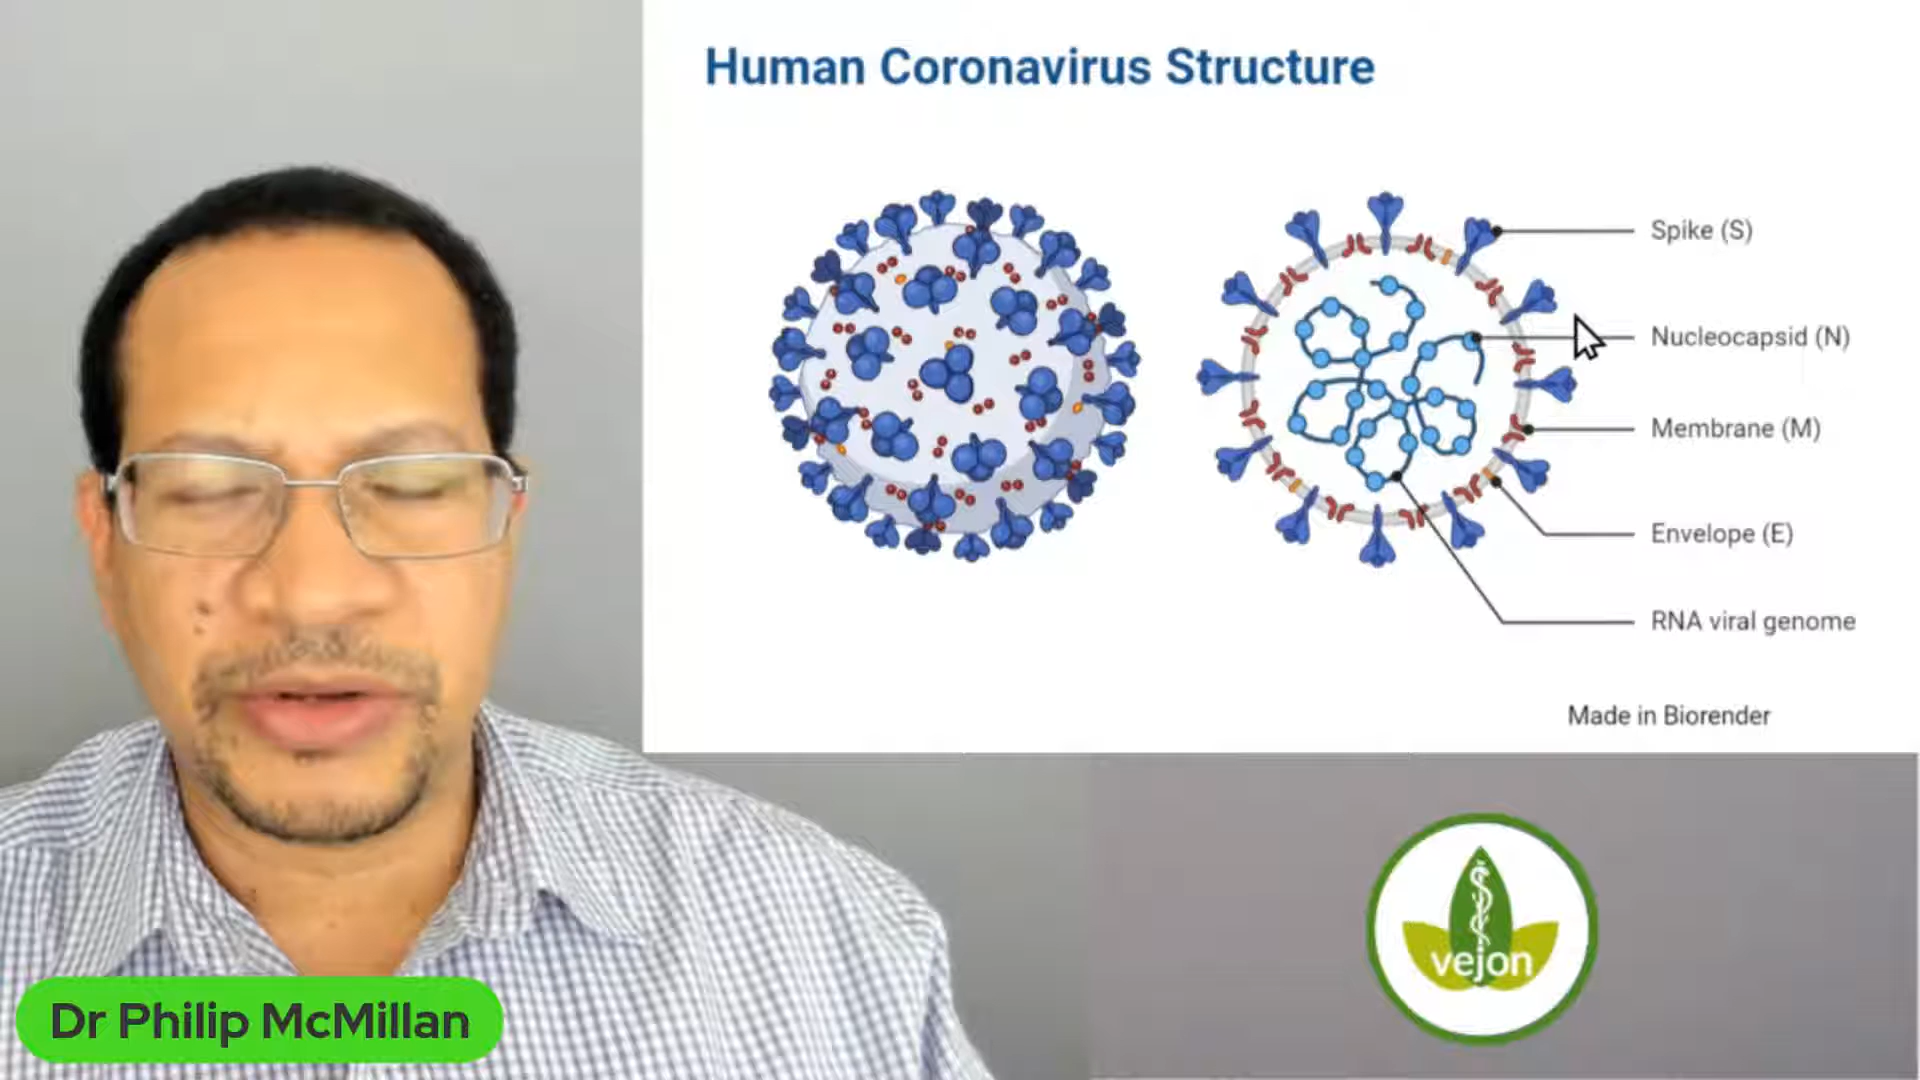 Human Coronavirus Structure
Spike (S)
Nucleocapsid (N)
Membrane (M)
Envelope (E)
RNA viral genome
Made in Biorender
vejon
Dr Philip McMillan